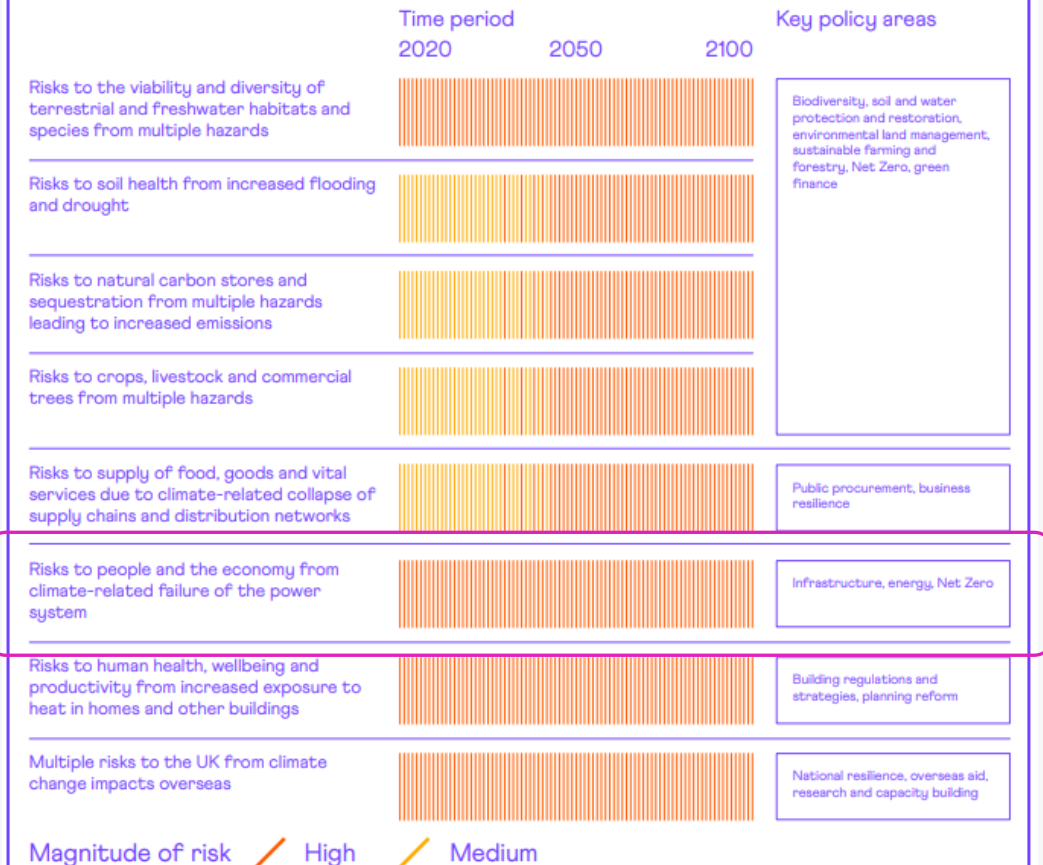 Time period
Key policy areas
2020 2050 2100
Risks to the viability and diversity of
terrestrial and freshwater habitats and
species from multiple hazards
Biodiversity, soil and water
protection and restoration,
environmental land management,
sustainable farming and
forestry, Net Zero, green
finance
Risks to soil health from increased flooding
and drought
Risks to natural carbon stores and
sequestration from multiple hazards
leading to increased emissions
Risks to crops, livestock and commercial
trees from multiple hazards
Risks to supply of food, goods and vital
services due to climate-related collapse of
supply chains and distribution networks
Public procurement, business
resilience
Risks to people and the economy from
climate-related failure of the power
system
Infrastructure, energy, Net Zero
Risks to human health, wellbeing and
productivity from increased exposure to
heat in homes and other buildings
Building regulations and
strategies, planning reform
Multiple risks to the UK from climate
change impacts overseas
National resilience, overseas aid,
research and capacity building
Magnitude of risk High Medium